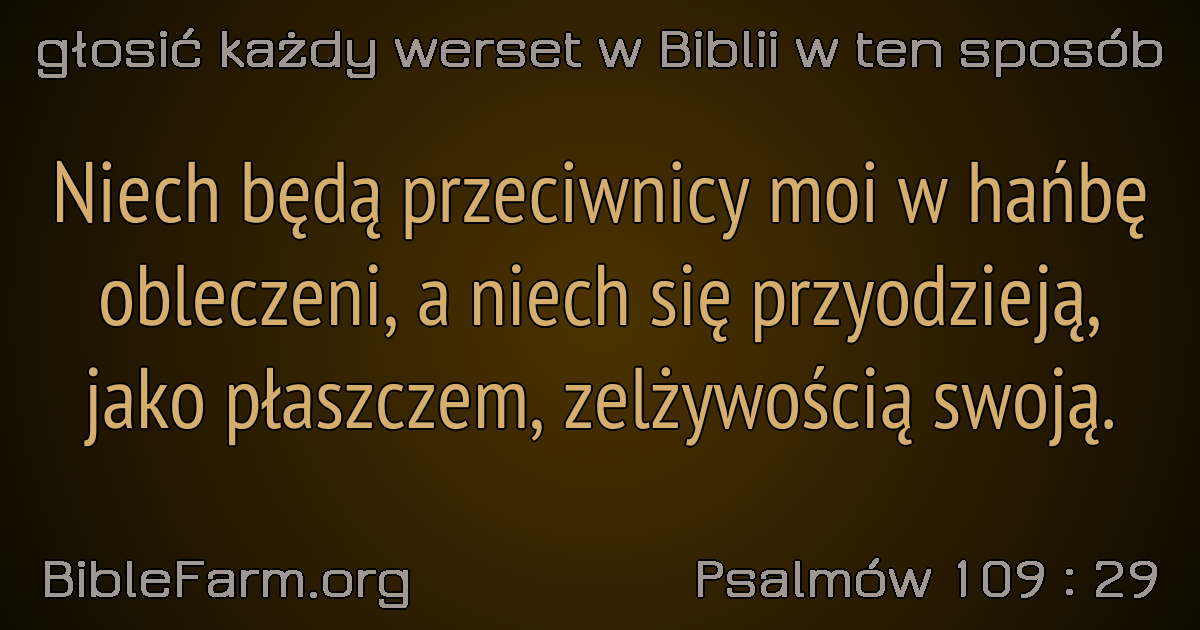 głosić każdy werset w Biblii w ten sposób
Niech będą przeciwnicy moi w hańbę
obleczeni, a niech się przyodzieją,
jako płaszczem, zelżywością swoją.
BibleFarm.org
Psalmów 109 : 29